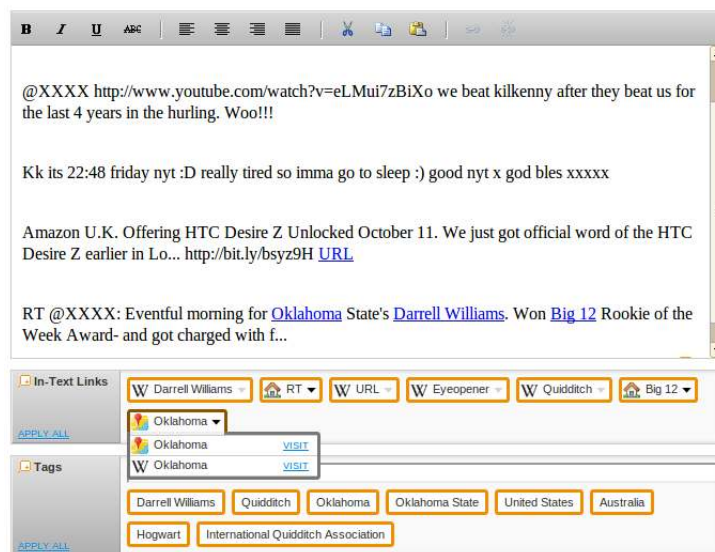 B I U ABC
@XXXX http://www.youtube.com/watch?v=eLMui7zBiXo we beat kilkenny after they beat us for
the last 4 years in the hurling. Woo!!!
Kk its 22:48 friday nyt :D really tired so imma go to sleep :) good nyt x god bles xxxxx
Amazon U.K. Offering HTC Desire Z Unlocked October 11. We just got official word of the HTC
Desire Z earlier in Lo... http://bit.ly/bsyz9H URL
RT @XXXX: Eventful morning for Oklahoma State's Darrell Williams. Won Big 12 Rookie of the
Week Award- and got charged with f...
In-Text Links
W Darrell Williams RT W URL W Eyeopener W Quidditch Big 12
APPLY ALL
Oklahoma
Oklahoma VISIT
W Oklahoma VISIT
Tags
Darrell Williams Quidditch Oklahoma Oklahoma State United States Australia
Hogwart International Quidditch Association
APPLY ALL